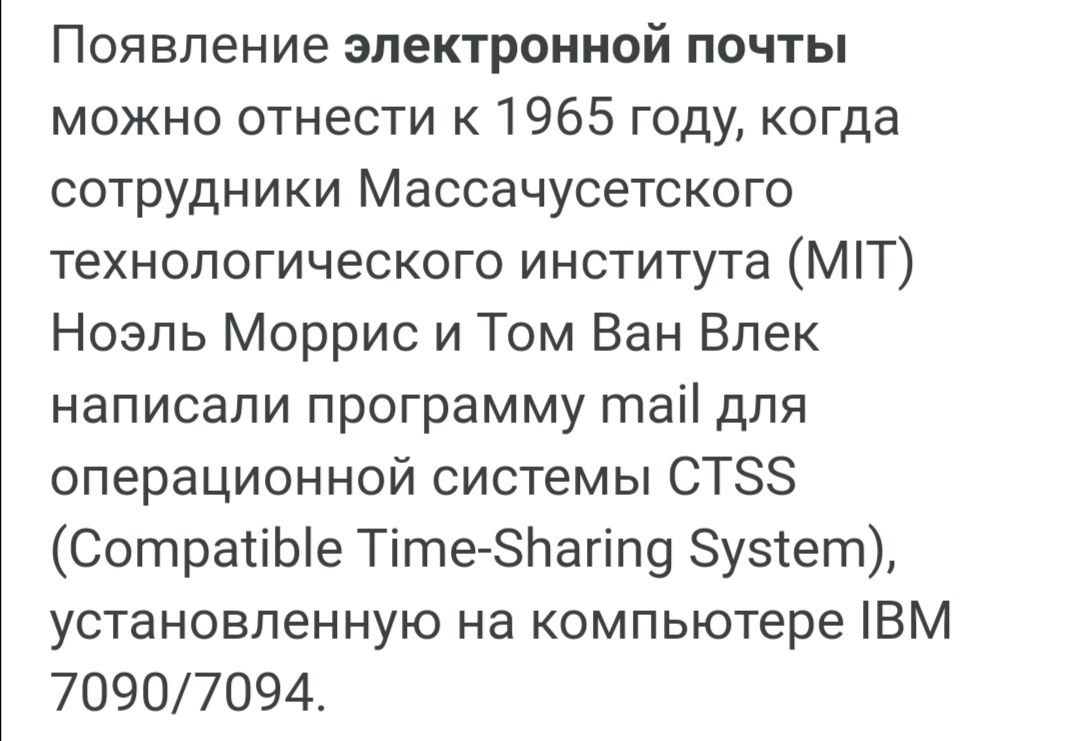 Появление электронной почты
можно отнести к 1965 году, когда
сотрудники Массачусетского
технологического института (MIT)
Ноэль Моррис и Том Ван Влек
написали программу mail для
операционной системы CTSS
(Compatible Time-Sharing System),
установленную на компьютере IBM
7090/7094.